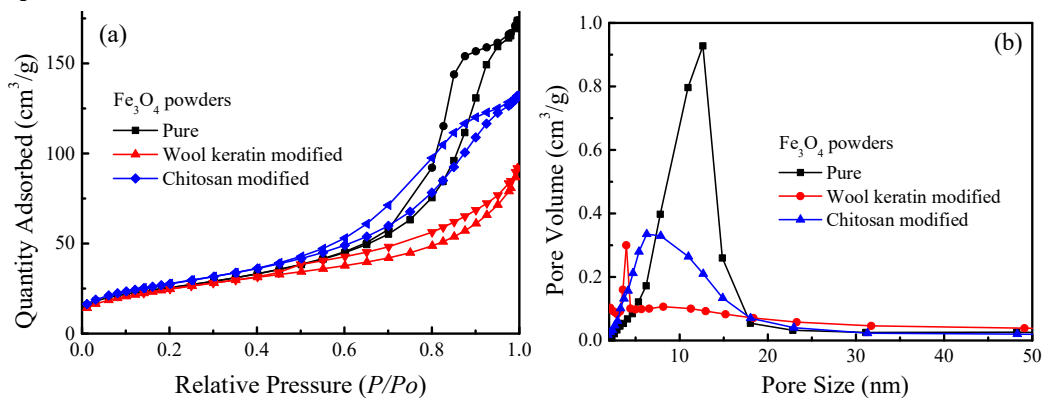 (a)
Quantity Adsorbed (cm³/g)
150
100
50
0
Fe₃O₄ powders
Pure
Wool keratin modified
Chitosan modified
0.0 0.2 0.4 0.6 0.8 1.0
Relative Pressure (P/Po)
(b)
Pore Volume (cm³/g)
1.0
0.8
0.6
0.4
0.2
0.0
Fe₃O₄ powders
Pure
Wool keratin modified
Chitosan modified
10 20 30 40 50
Pore Size (nm)